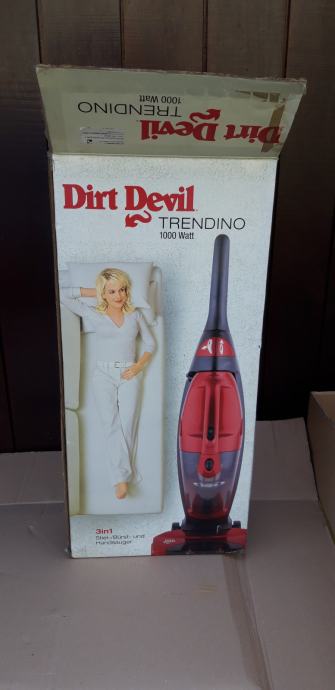 Dirt Devil
TRENDINO
1000 Watt
Dirt Devil
TRENDINO
1000 Watt
3in1
Stiel-/Bürst- und
Handsauger